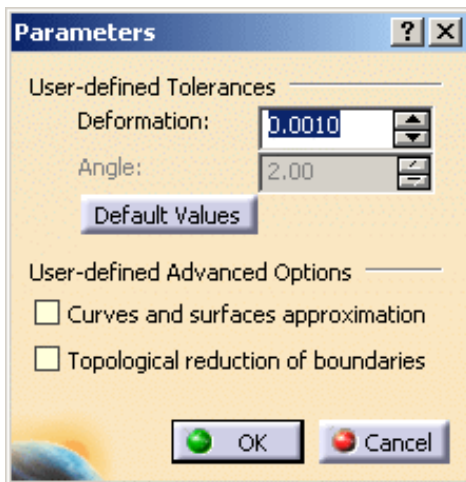 Parameters ? X
User-defined Tolerances
Deformation: 0.0010
Angle: 2.00
Default Values
User-defined Advanced Options
Curves and surfaces approximation
Topological reduction of boundaries
OK Cancel